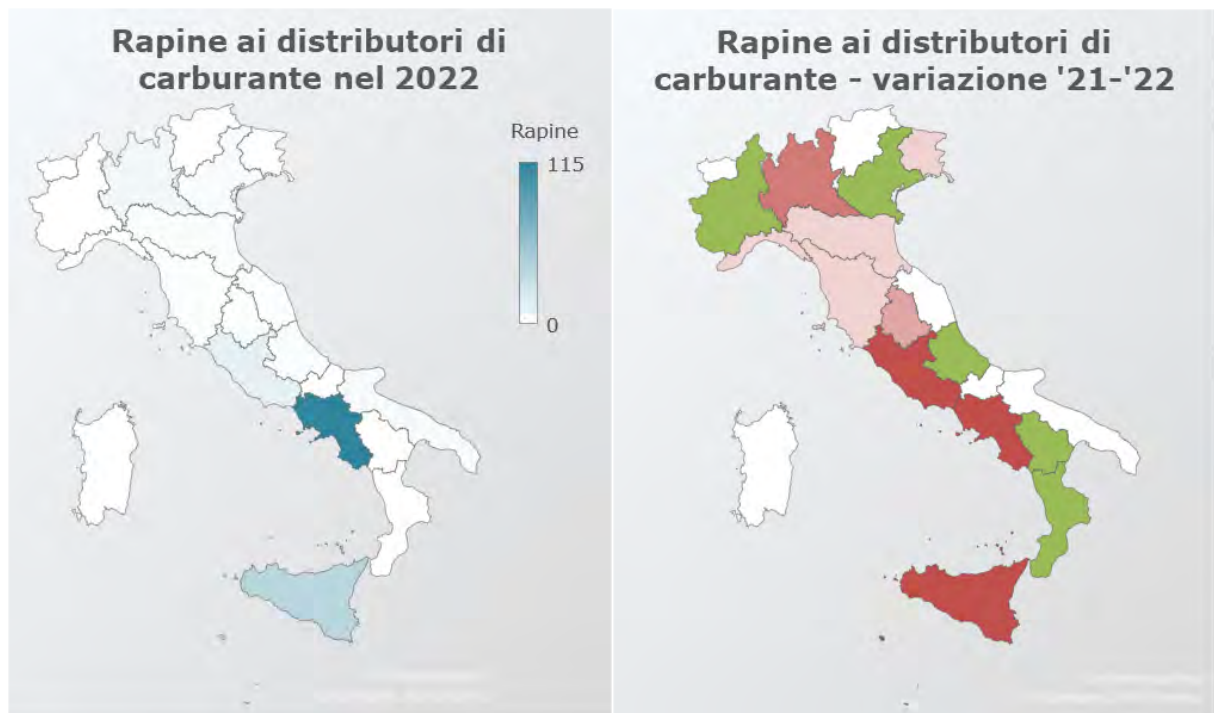 Rapine ai distributori di
carburante nel 2022
Rapine
115
0
Rapine ai distributori di
carburante - variazione '21-'22